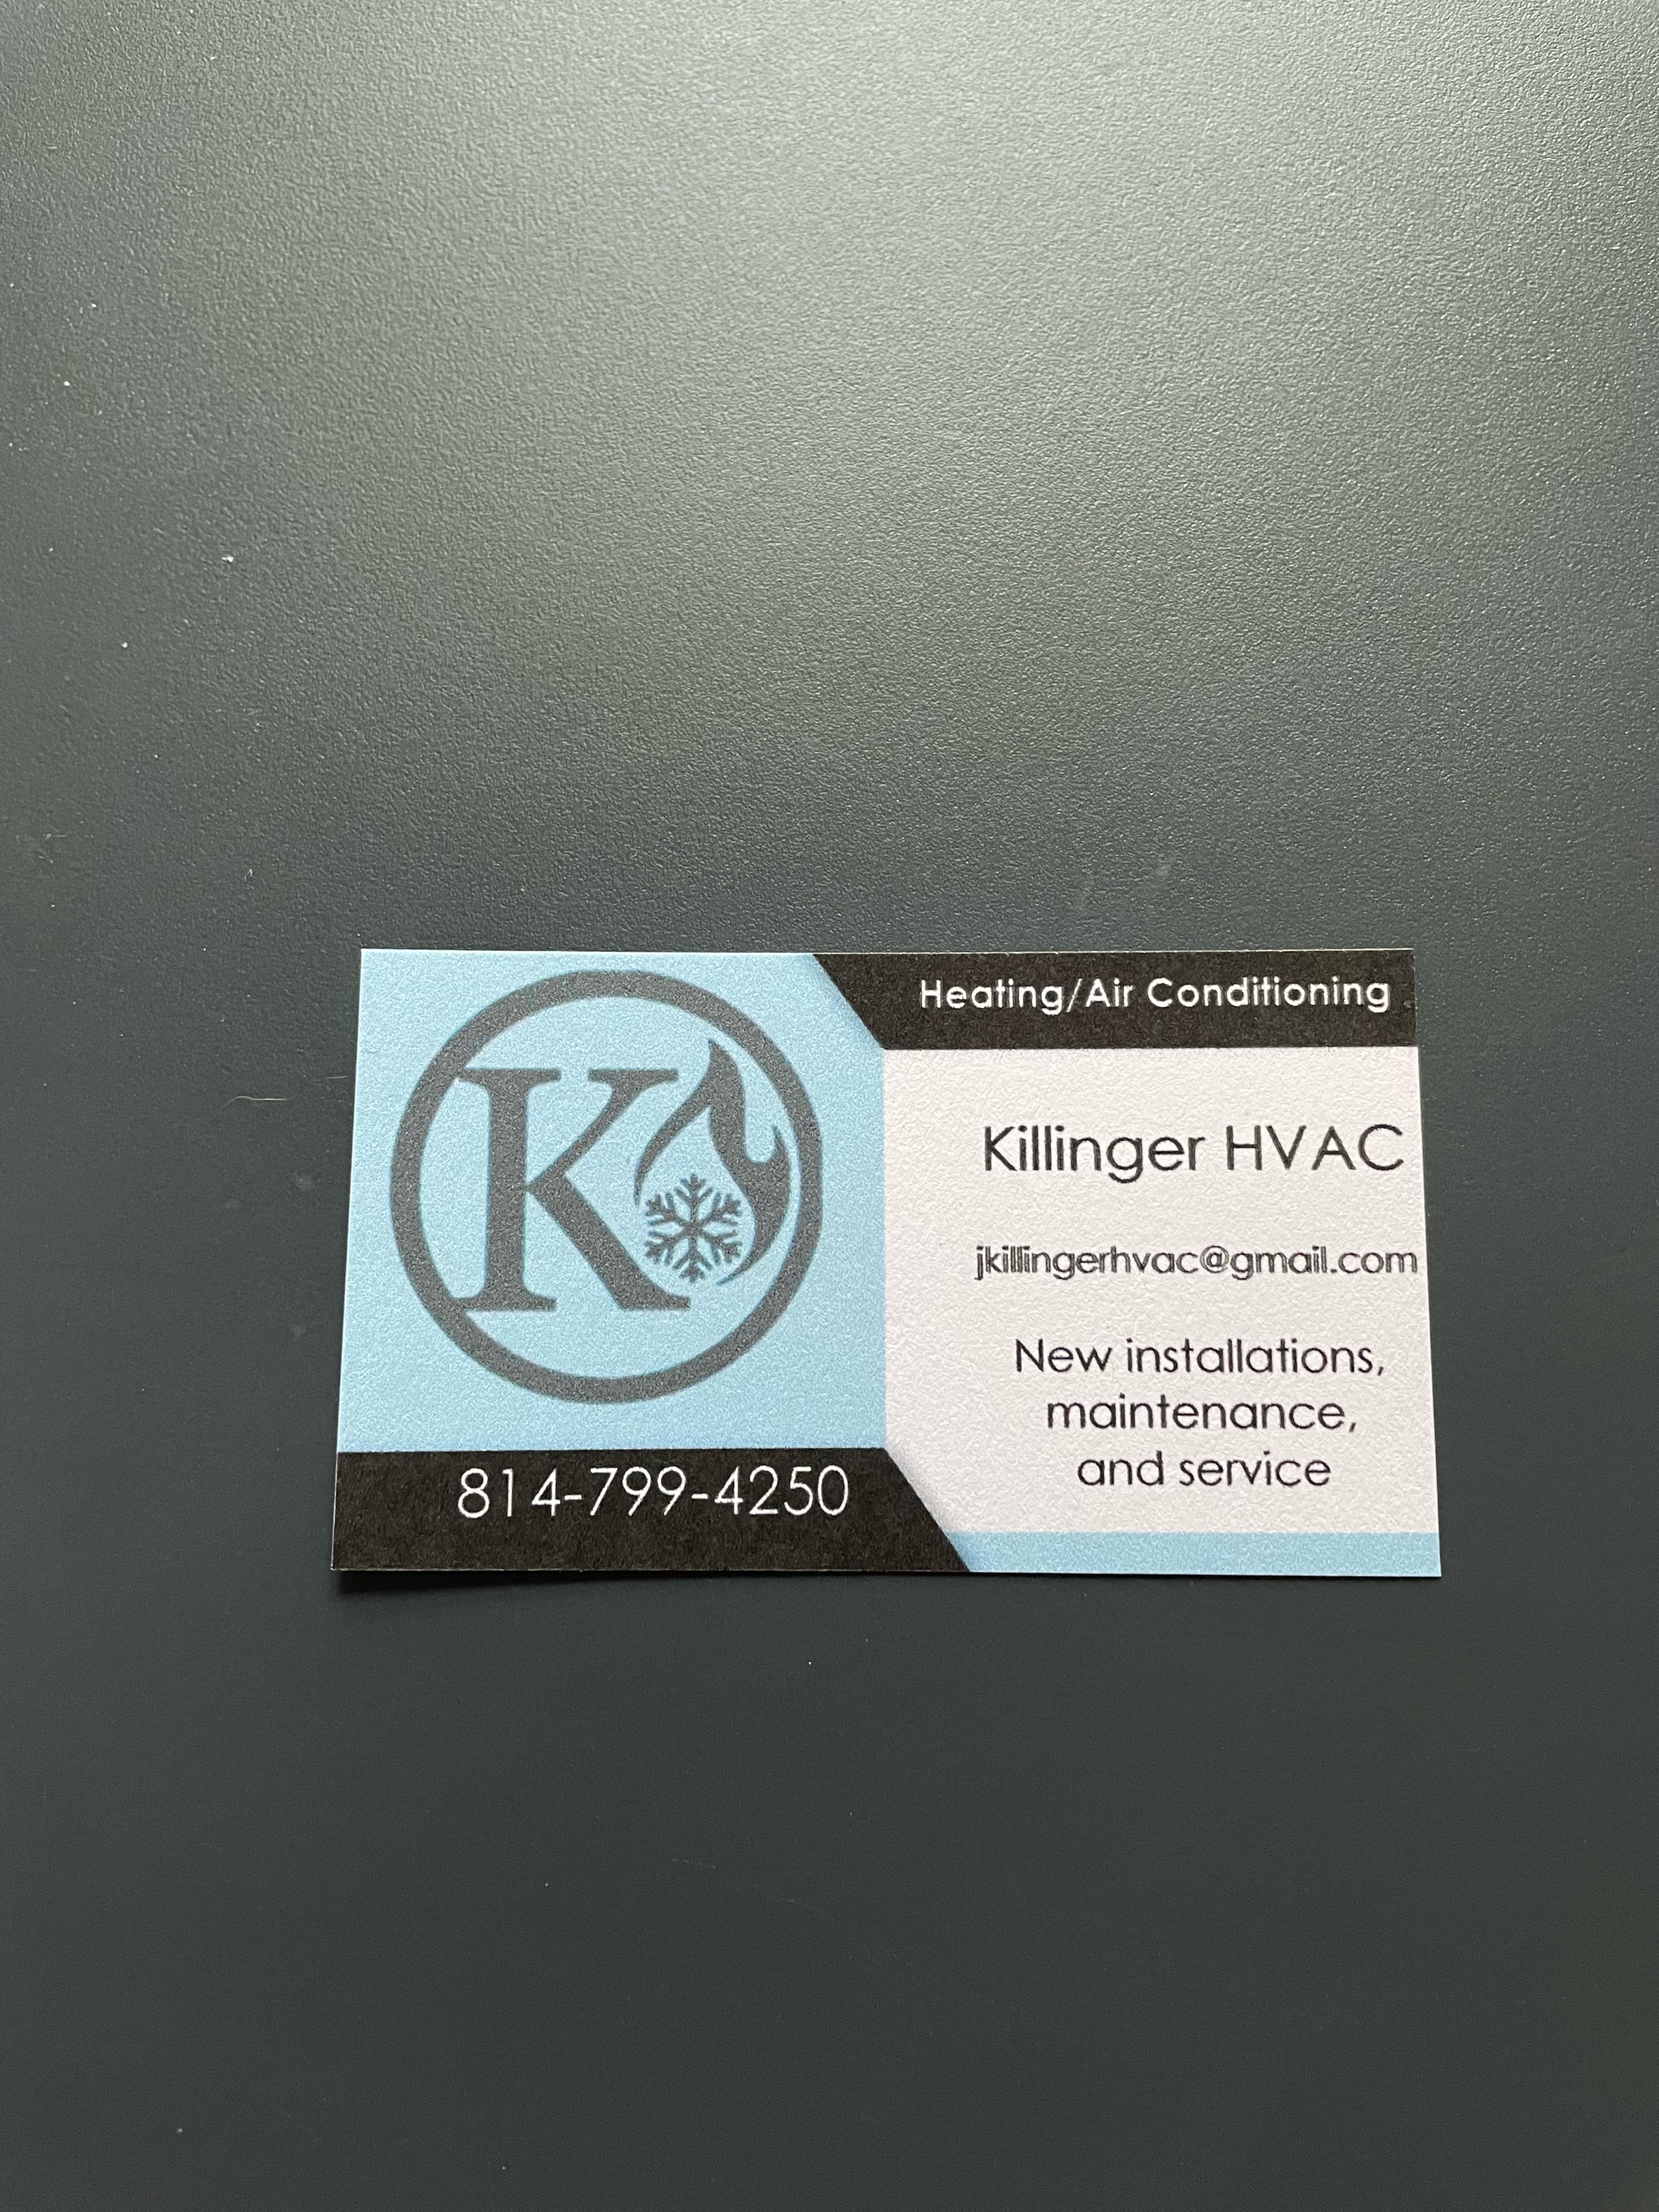 K
Heating/Air Conditioning
Killinger HVAC
jkillingerhvac@gmail.com
New installations,
maintenance,
and service
814-799-4250